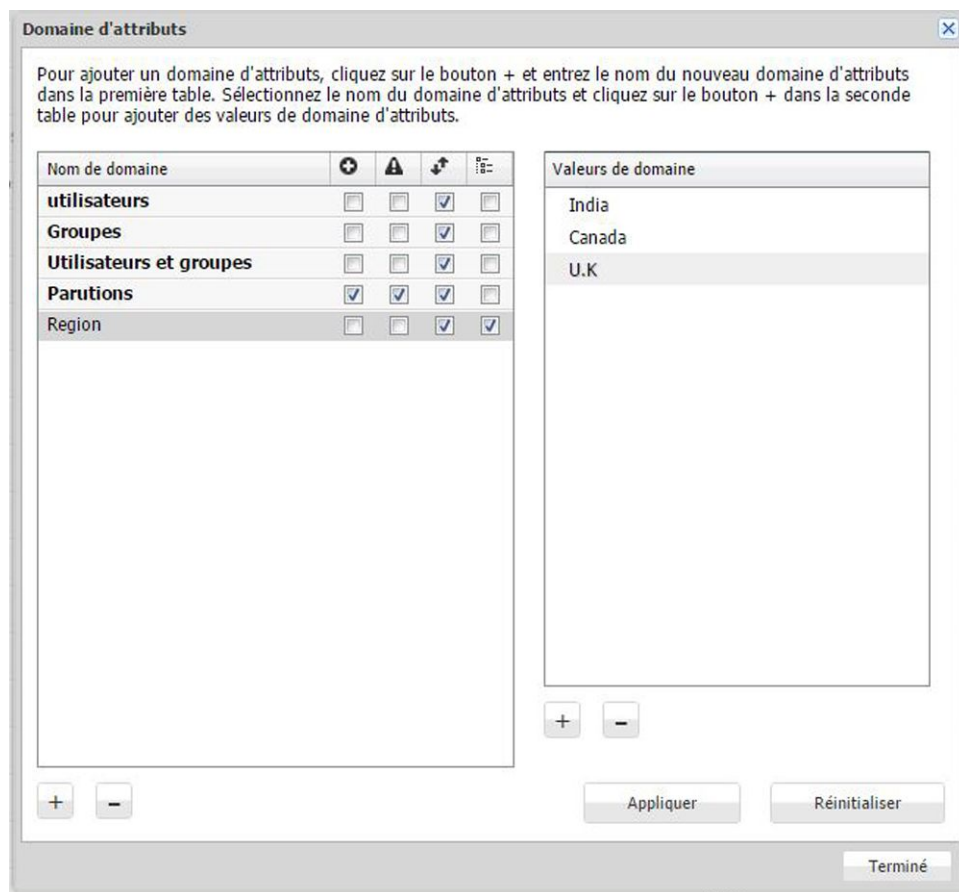 Domaine d'attributs
Pour ajouter un domaine d'attributs, cliquez sur le bouton + et entrez le nom du nouveau domaine d'attributs
dans la première table. Sélectionnez le nom du domaine d'attributs et cliquez sur le bouton + dans la seconde
table pour ajouter des valeurs de domaine d'attributs.
Nom de domaine
utilisateurs
Groupes
Utilisateurs et groupes
Parutions
Region
Valeurs de domaine
India
Canada
U.K
+ -
+ -
Appliquer
Réinitialiser
Terminé